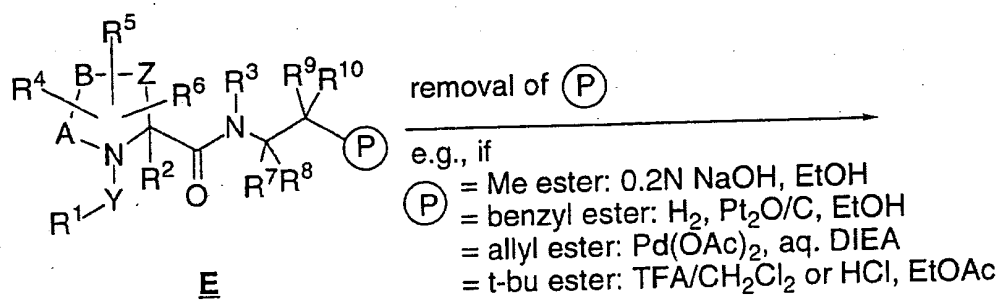 R⁵
B Z R³ R⁹ R¹⁰
R⁴ R⁶ removal of Ⓟ
A N N Ⓟ
R² O R⁷ R⁸ e.g., if
R¹ Y Ⓟ = Me ester: 0.2N NaOH, EtOH
= benzyl ester: H₂, Pt₂O/C, EtOH
= allyl ester: Pd(OAc)₂, aq. DIEA
E = t-bu ester: TFA/CH₂Cl₂ or HCl, EtOAc